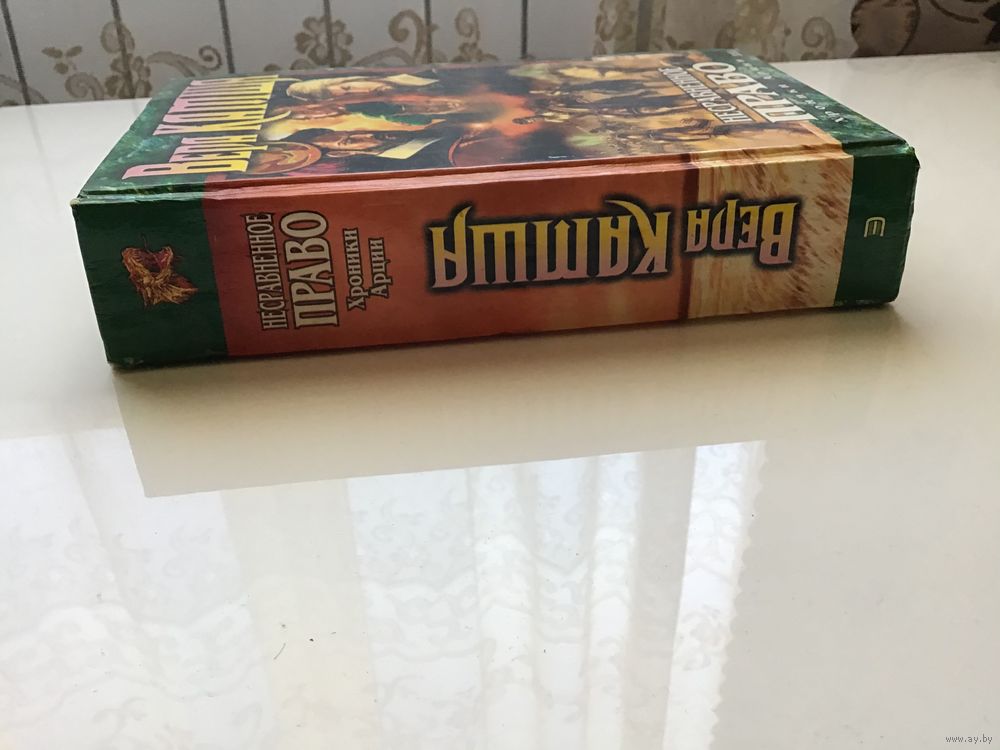 Вера КАМША
НЕСРАВНЕННОЕ
ПРАВО
НЕСРАВНЕННОЕ
ПРАВО
Хроники
Арции
Вера КАМША
www.ay.by